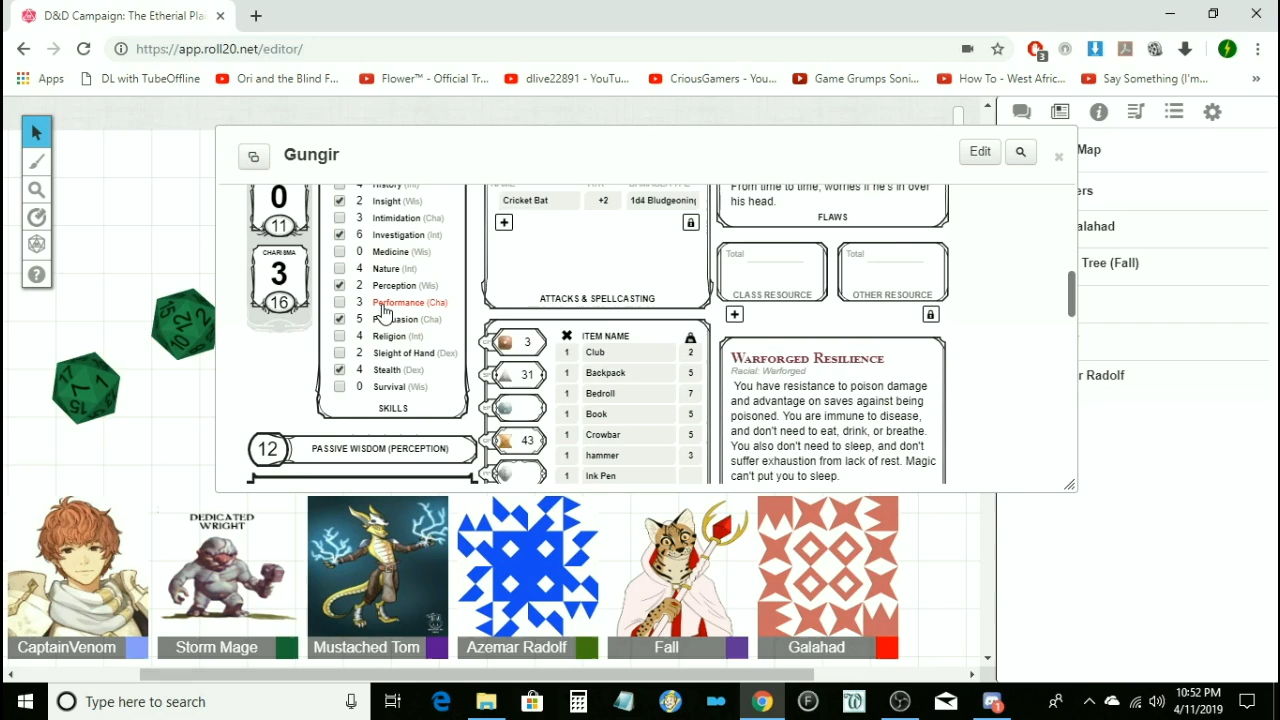 D&D Campaign: The Etherial Pla
https://app.roll20.net/editor/
3
Apps
DL with TubeOffline
Ori and the Blind F...
Flower™ - Official Tr...
dlive22891 - YouTu...
CriousGamers - You...
Game Grumps Soni...
How To - West Afric...
Say Something (I'm...
»
Gungir
Edit
Map
ers
alahad
Tree (Fall)
Azemar Radolf
0
11
CHARISMA
3
16
4 History (Int)
2 Insight (Wis)
3 Intimidation (Cha)
6 Investigation (Int)
0 Medicine (Wis)
4 Nature (Int)
2 Perception (Wis)
3 Performance (Cha)
5 Persuasion (Cha)
4 Religion (Int)
2 Sleight of Hand (Dex)
4 Stealth (Dex)
0 Survival (Wis)
SKILLS
12 PASSIVE WISDOM (PERCEPTION)
Cricket Bat +2 1d4 Bludgeoning
ATTACKS & SPELLCASTING
3
31
43
ITEM NAME
1 Club 2
1 Backpack 5
1 Bedroll 7
1 Book 5
1 Crowbar 5
1 hammer 3
1 Ink Pen
From time to time, worries if he's in over
his head.
FLAWS
Total
CLASS RESOURCE
Total
OTHER RESOURCE
WARFORGED RESILIENCE
Racial: Warforged
You have resistance to poison damage
and advantage on saves against being
poisoned. You are immune to disease,
and don't need to eat, drink, or breathe.
You also don't need to sleep, and don't
suffer exhaustion from lack of rest. Magic
can't put you to sleep.
DEDICATED
WRIGHT
CaptainVenom
Storm Mage
Mustached Tom
Azemar Radolf
Fall
Galahad
Type here to search
10:52 PM
4/11/2019